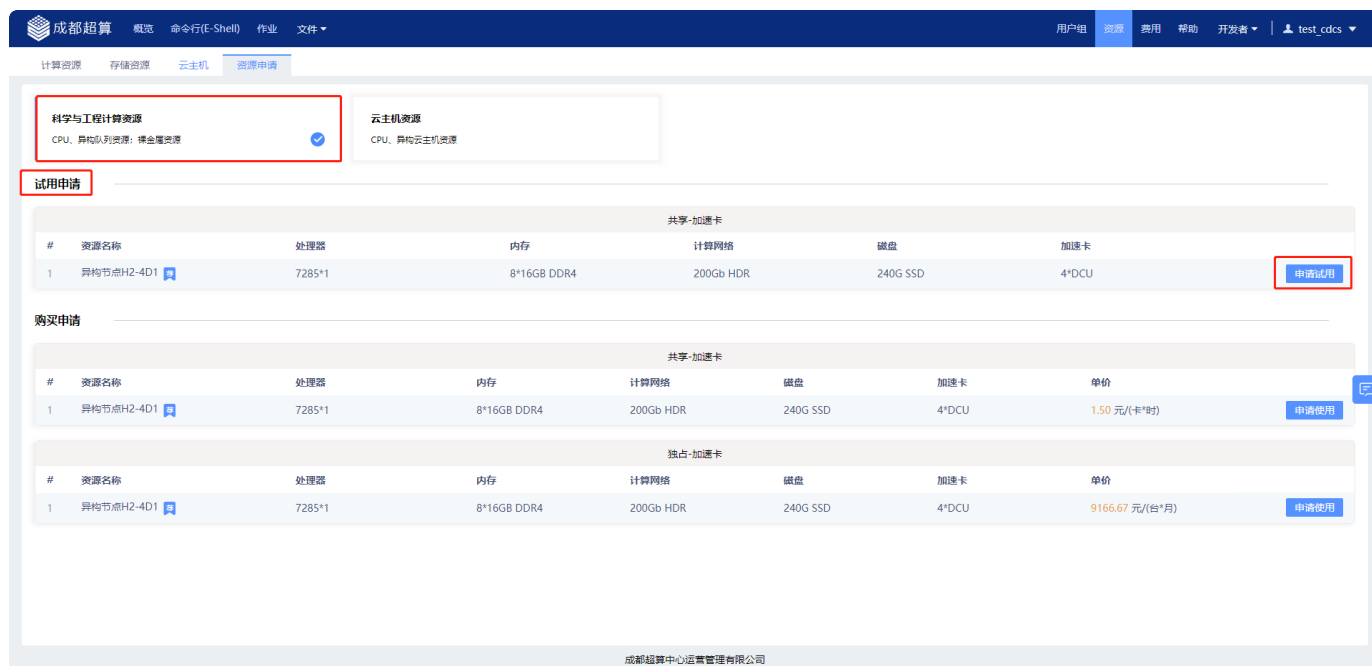 成都超算 概览 命令行(E-Shell) 作业 文件 用户组 资源 费用 帮助 开发者 test_cdcs
计算资源 存储资源 云主机 资源申请
科学与工程计算资源 云主机资源
CPU、异构队列资源；裸金属资源 CPU、异构云主机资源
试用申请
共享-加速卡
# 资源名称 处理器 内存 计算网络 磁盘 加速卡
1 异构节点H2-4D1 荐 7285*1 8*16GB DDR4 200Gb HDR 240G SSD 4*DCU 申请试用
购买申请
共享-加速卡
# 资源名称 处理器 内存 计算网络 磁盘 加速卡 单价
1 异构节点H2-4D1 荐 7285*1 8*16GB DDR4 200Gb HDR 240G SSD 4*DCU 1.50 元/(卡*时) 申请使用
独占-加速卡
# 资源名称 处理器 内存 计算网络 磁盘 加速卡 单价
1 异构节点H2-4D1 荐 7285*1 8*16GB DDR4 200Gb HDR 240G SSD 4*DCU 9166.67 元/(台*月) 申请使用
成都超算中心运营管理有限公司